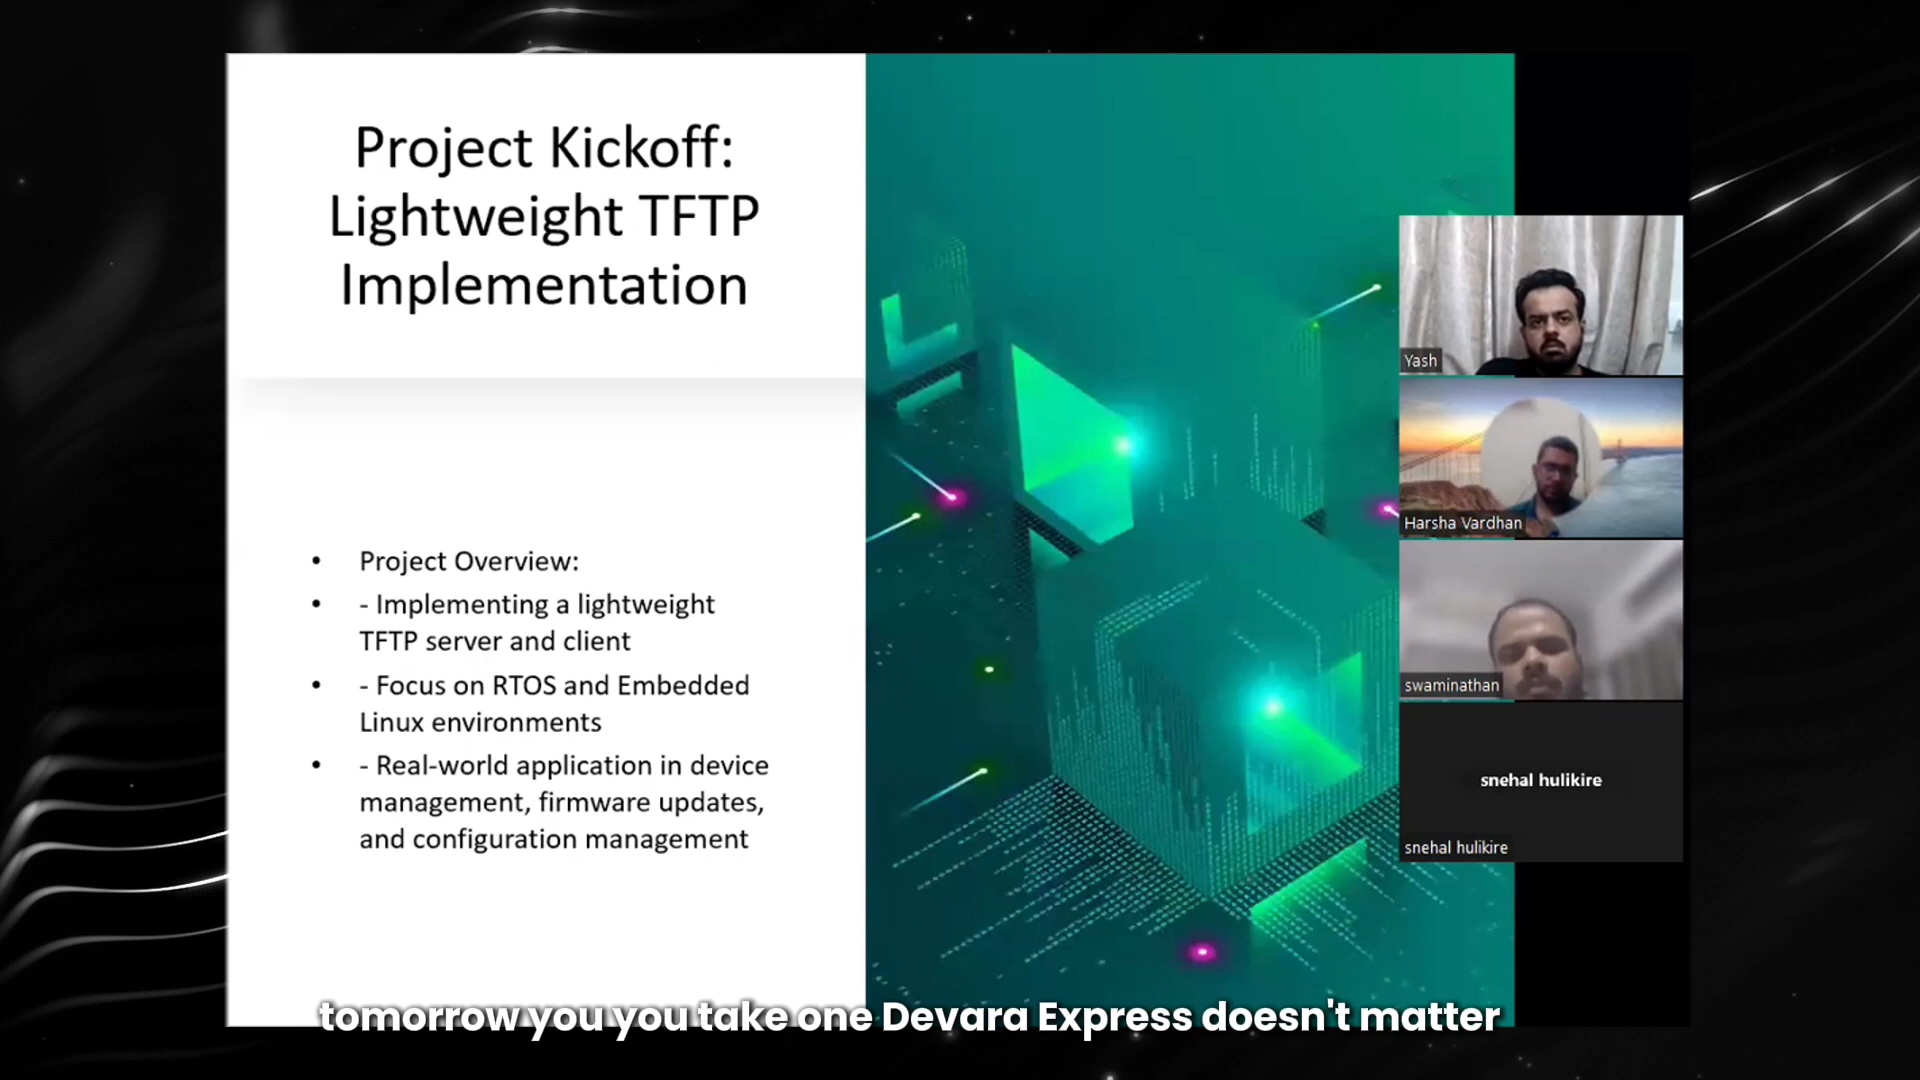 Project Kickoff:
Lightweight TFTP
Implementation
• Project Overview:
• - Implementing a lightweight
TFTP server and client
• - Focus on RTOS and Embedded
Linux environments
• - Real-world application in device
management, firmware updates,
and configuration management
Yash
Harsha Vardhan
swaminathan
snehal hulikire
snehal hulikire
tomorrow you you take one Devara Express doesn't matter